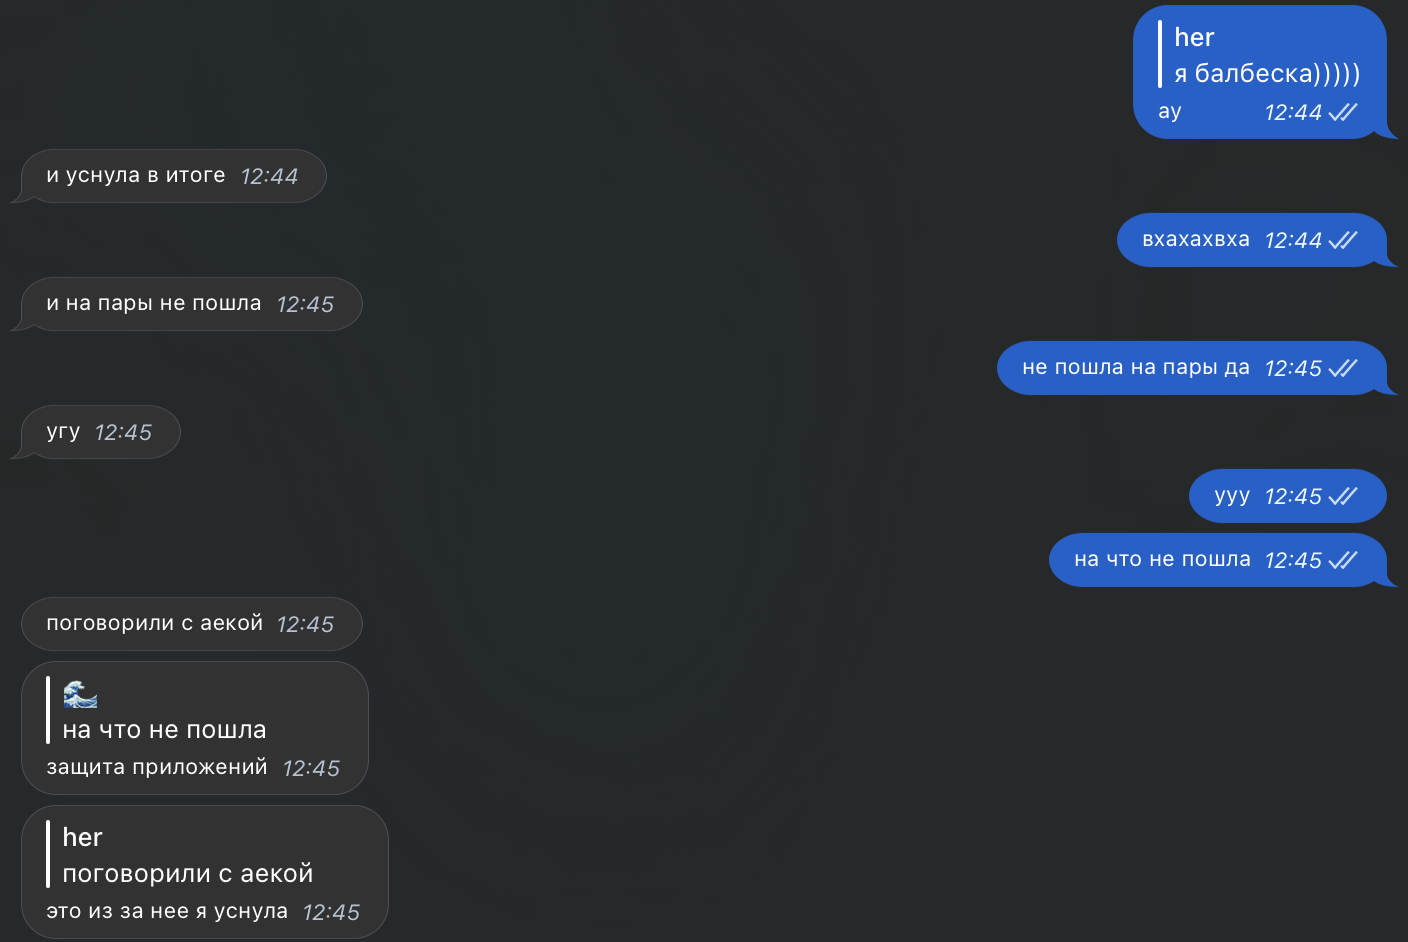 her
я балбеска)))))
ау 12:44
и уснула в итоге 12:44
вхахахвха 12:44
и на пары не пошла 12:45
не пошла на пары да 12:45
угу 12:45
ууу 12:45
на что не пошла 12:45
поговорили с аекой 12:45
🌊
на что не пошла
защита приложений 12:45
her
поговорили с аекой
это из за нее я уснула 12:45